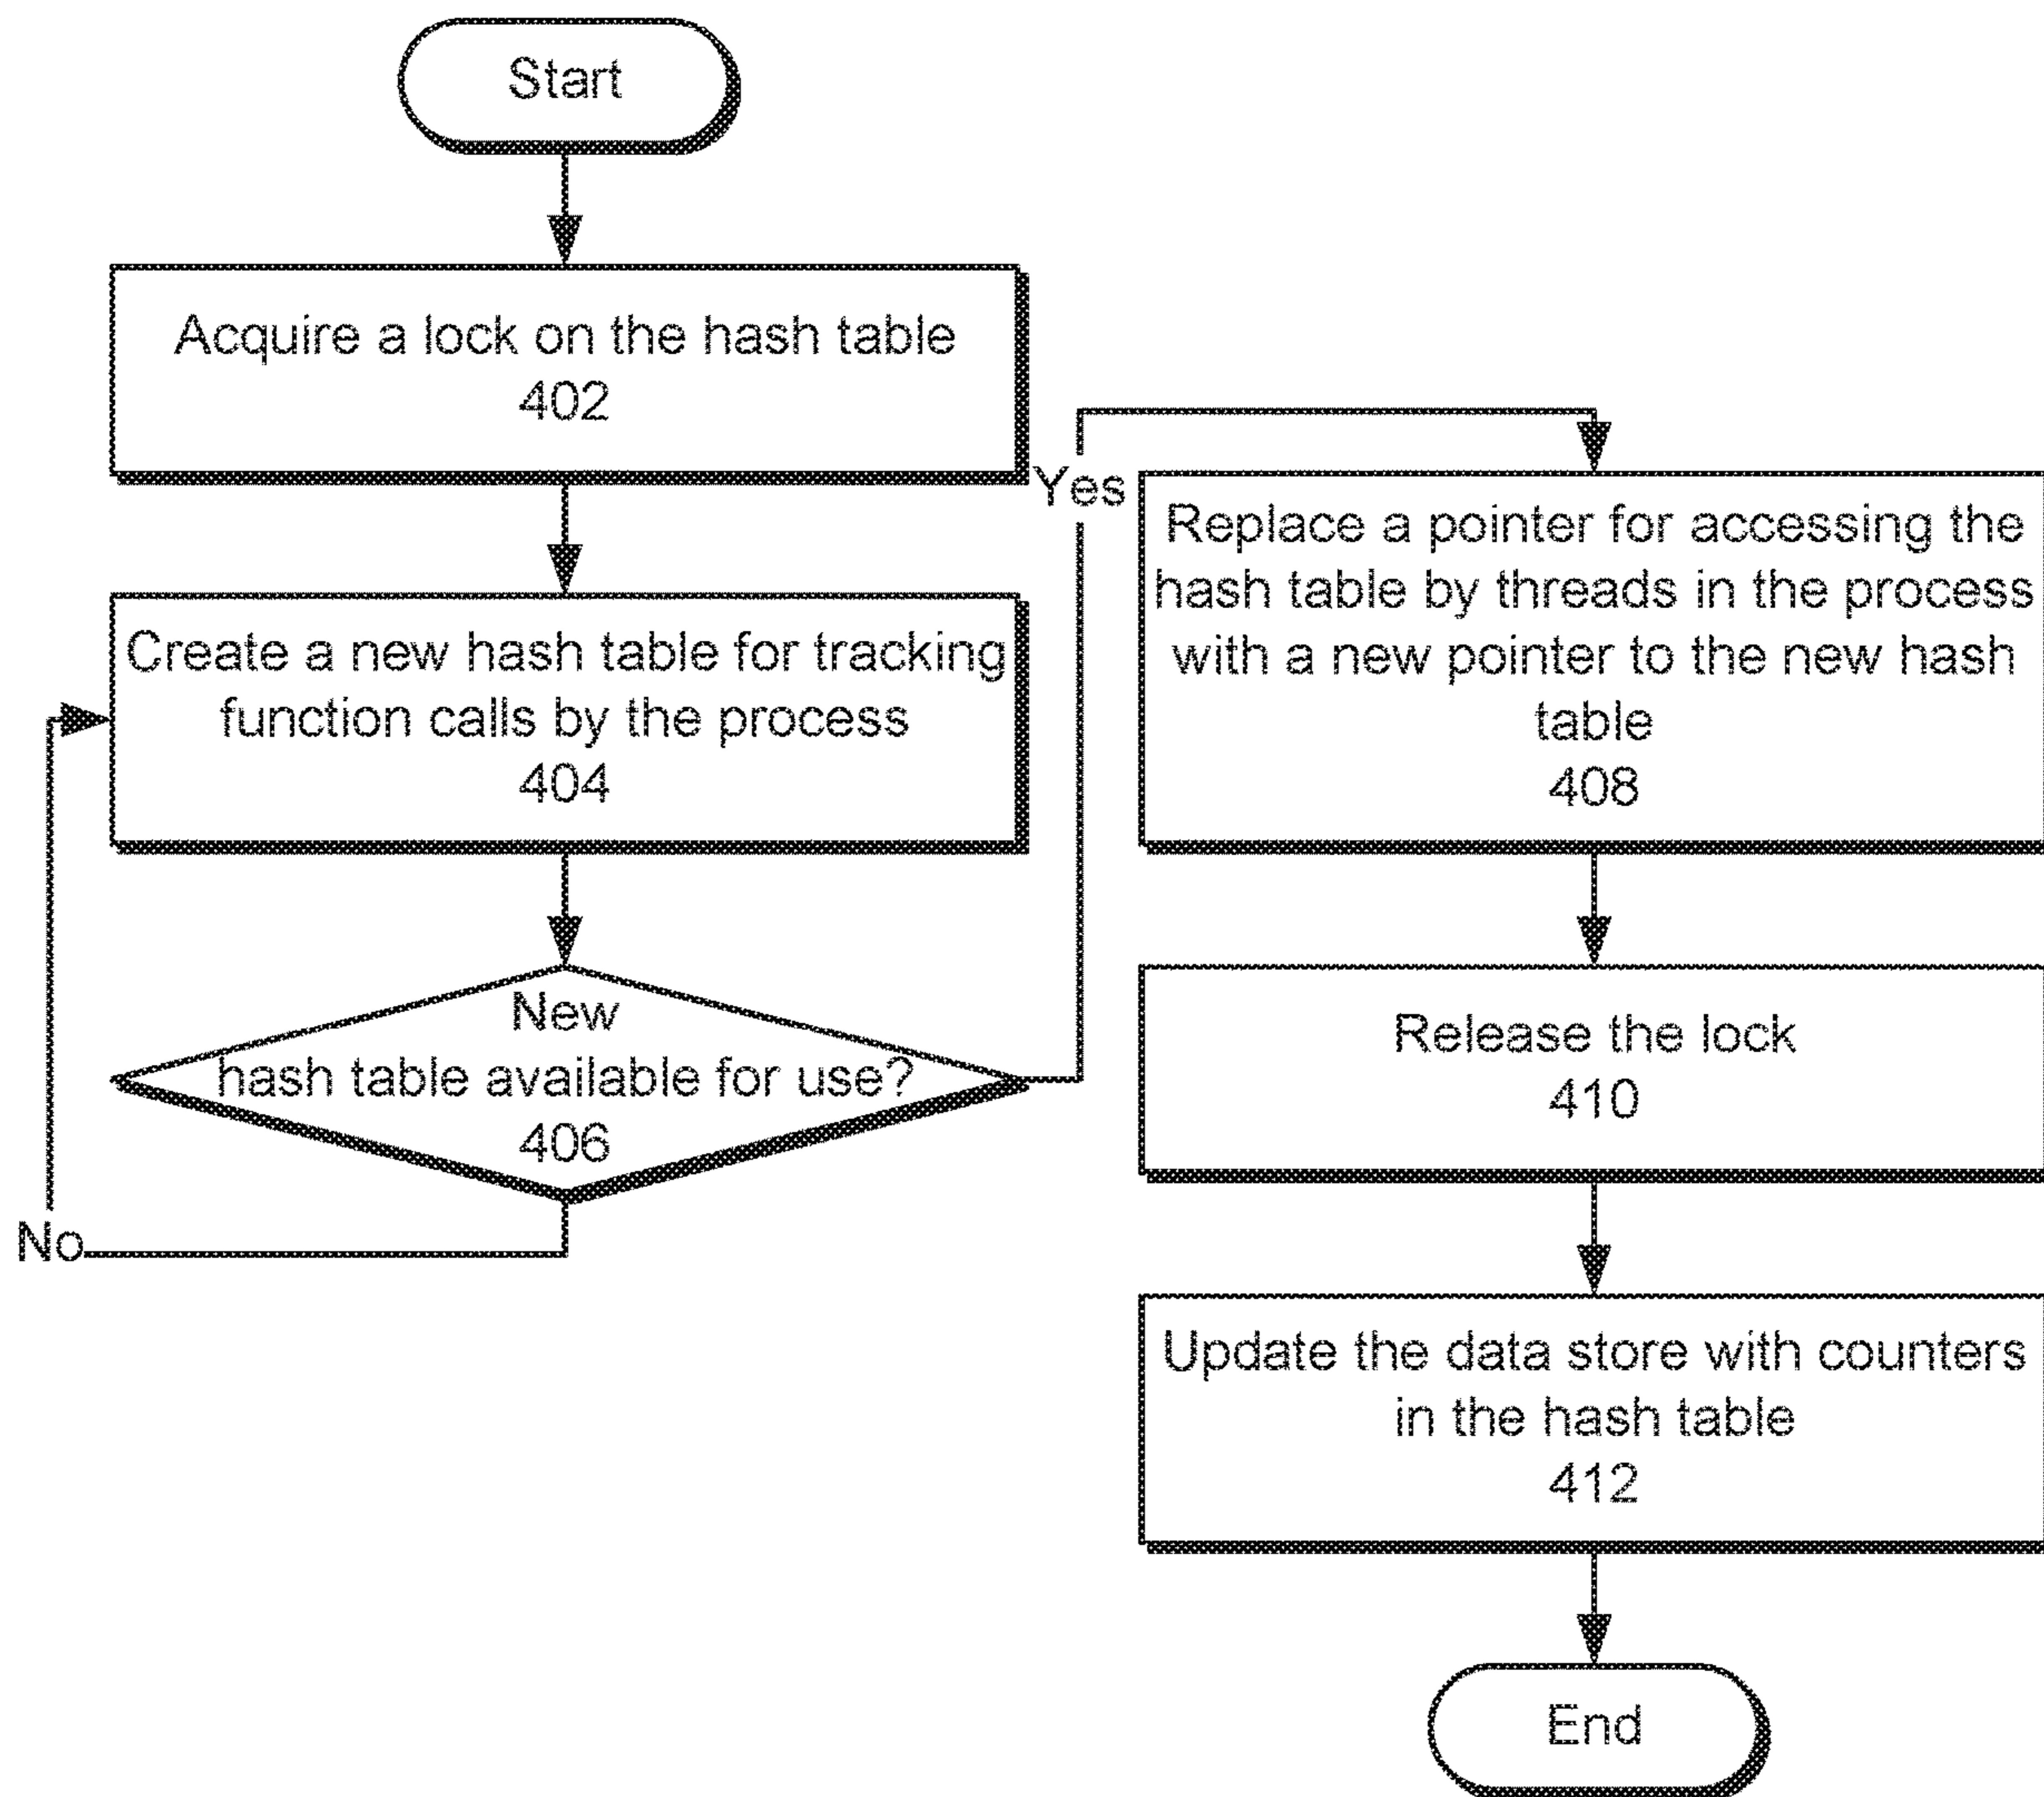 Start
Acquire a lock on the hash table
402
Create a new hash table for tracking
function calls by the process
404
New
hash table available for use?
406
No
Yes
Replace a pointer for accessing the
hash table by threads in the process
with a new pointer to the new hash
table
408
Release the lock
410
Update the data store with counters
in the hash table
412
End